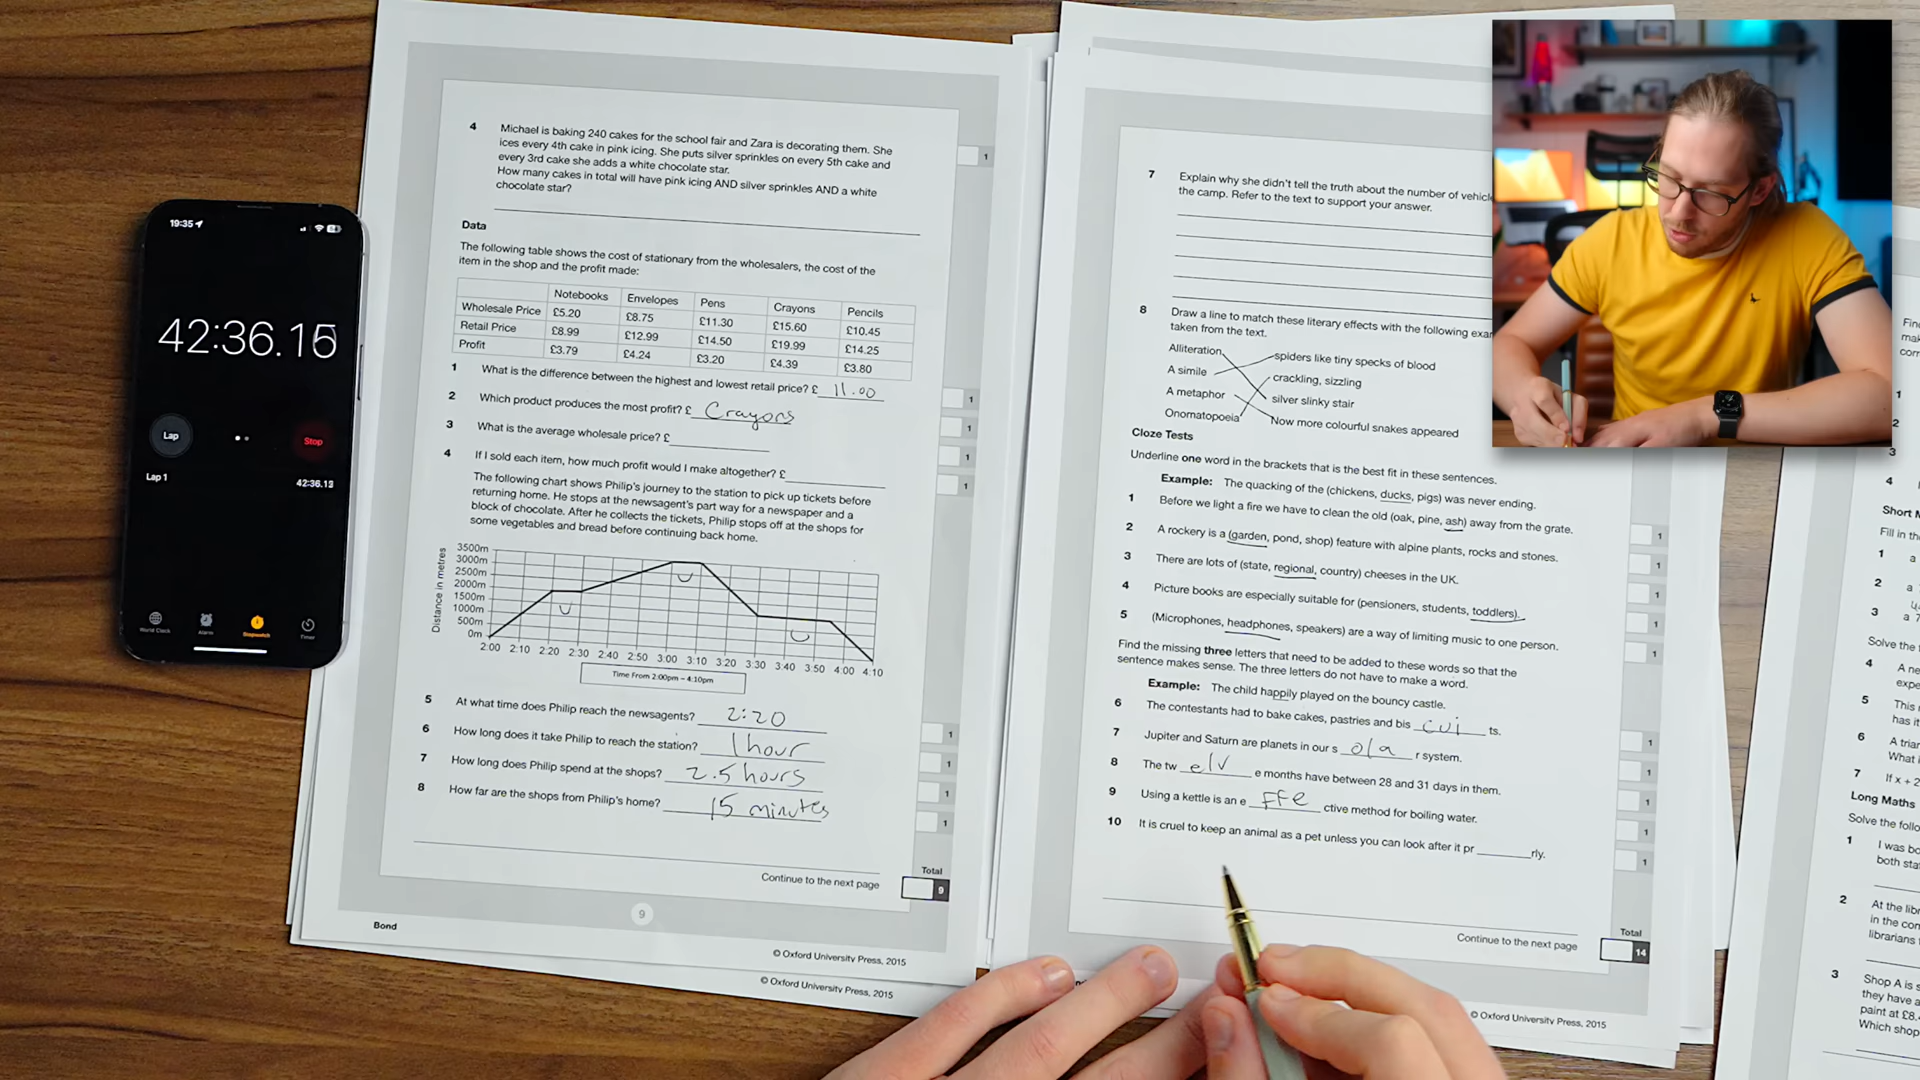 19:35
42:36.15
Lap
Stop
Lap 1
42:36.13
World Clock
Alarm
Stopwatch
Timer
4 Michael is baking 240 cakes for the school fair and Zara is decorating them. She
ices every 4th cake in pink icing. She puts silver sprinkles on every 5th cake and
every 3rd cake she adds a white chocolate star.
How many cakes in total will have pink icing AND silver sprinkles AND a white
chocolate star?
1
Data
The following table shows the cost of stationary from the wholesalers, the cost of the
item in the shop and the profit made:
Notebooks Envelopes Pens Crayons Pencils
Wholesale Price £5.20 £8.75 £11.30 £15.60 £10.45
Retail Price £8.99 £12.99 £14.50 £19.99 £14.25
Profit £3.79 £4.24 £3.20 £4.39 £3.80
1 What is the difference between the highest and lowest retail price? £ 11.00 1
2 Which product produces the most profit? £ Crayons 1
3 What is the average wholesale price? £ 1
4 If I sold each item, how much profit would I make altogether? £ 1
The following chart shows Philip's journey to the station to pick up tickets before
returning home. He stops at the newsagent's part way for a newspaper and a
block of chocolate. After he collects the tickets, Philip stops off at the shops for
some vegetables and bread before continuing back home.
Distance in metres
3500m
3000m
2500m
2000m
1500m
1000m
500m
0m
2:00 2:10 2:20 2:30 2:40 2:50 3:00 3:10 3:20 3:30 3:40 3:50 4:00 4:10
Time From 2:00pm – 4:10pm
5 At what time does Philip reach the newsagents? 2:20 1
6 How long does it take Philip to reach the station? 1 hour 1
7 How long does Philip spend at the shops? 2.5 hours 1
8 How far are the shops from Philip's home? 15 minutes 1
Total
9
Continue to the next page
9
Bond
© Oxford University Press, 2015
© Oxford University Press, 2015
7 Explain why she didn't tell the truth about the number of
the camp. Refer to the text to support your answer.
8 Draw a line to match these literary effects with the following
taken from the text.
Alliteration spiders like tiny specks of blood
A simile crackling, sizzling
A metaphor silver slinky stair
Onomatopoeia Now more colourful snakes appeared
Cloze Tests
Underline one word in the brackets that is the best fit in these sentences.
Example: The quacking of the (chickens, ducks, pigs) was never ending.
1 Before we light a fire we have to clean the old (oak, pine, ash) away from the grate. 1
2 A rockery is a (garden, pond, shop) feature with alpine plants, rocks and stones. 1
3 There are lots of (state, regional, country) cheeses in the UK. 1
4 Picture books are especially suitable for (pensioners, students, toddlers). 1
5 (Microphones, headphones, speakers) are a way of limiting music to one person. 1
Find the missing three letters that need to be added to these words so that the
sentence makes sense. The three letters do not have to make a word.
Example: The child happily played on the bouncy castle.
6 The contestants had to bake cakes, pastries and bis cui ts. 1
7 Jupiter and Saturn are planets in our s ola r system. 1
8 The tw elv e months have between 28 and 31 days in them. 1
9 Using a kettle is an e ffe ctive method for boiling water. 1
10 It is cruel to keep an animal as a pet unless you can look after it pr rly. 1
Total
14
Continue to the next page
© Oxford University Press, 2015
1
2
3
4
Short
Fill in
1 a
2 a
3 a 7
Solve the
4 A
5 This
has it
6 A
What
7 If x + 2
Long Maths
Solve the
1 I was
both
2 At the
in the
librarians
3 Shop A is
they have a
paint at £8.
Which shop